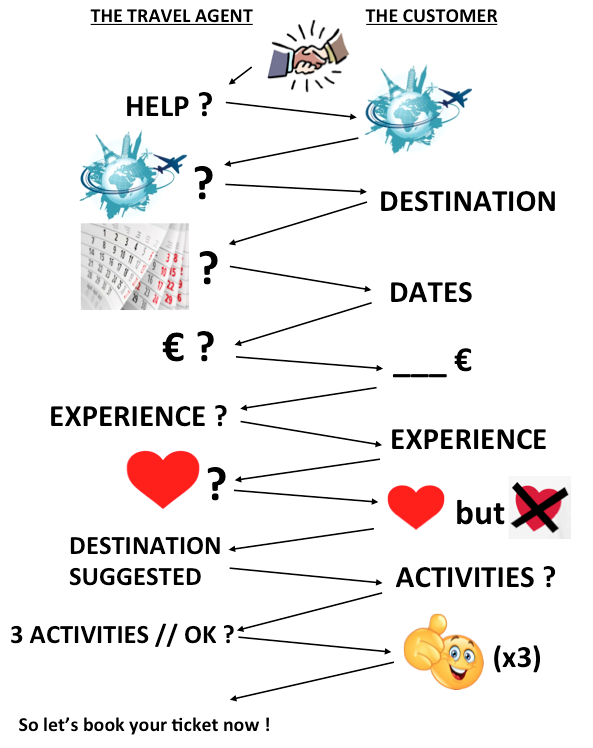 THE TRAVEL AGENT THE CUSTOMER
HELP ?
?
DESTINATION
?
DATES
€ ?
___ €
EXPERIENCE ?
EXPERIENCE
?
but
DESTINATION
SUGGESTED
ACTIVITIES ?
3 ACTIVITIES // OK ?
(x3)
So let's book your ticket now !